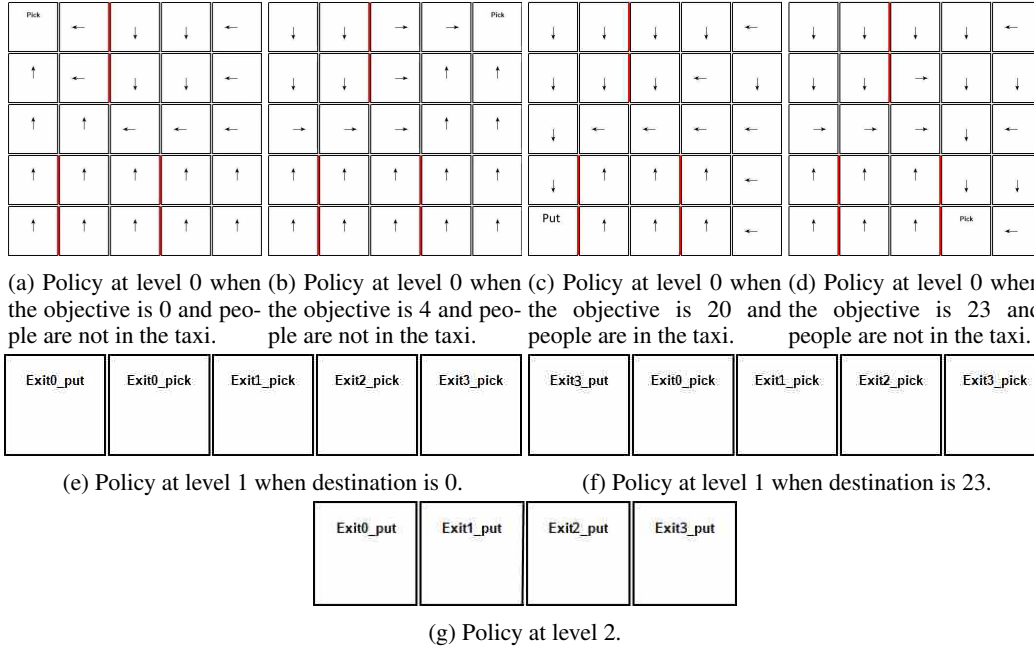 Pick
Pick
Put
Pick
(a) Policy at level 0 when
the objective is 0 and peo-
ple are not in the taxi.
(b) Policy at level 0 when
the objective is 4 and peo-
ple are not in the taxi.
(c) Policy at level 0 when
the objective is 20 and
people are in the taxi.
(d) Policy at level 0 when
the objective is 23 and
people are not in the taxi.
Exit0_put Exit0_pick Exit1_pick Exit2_pick Exit3_pick
Exit3_put Exit0_pick Exit1_pick Exit2_pick Exit3_pick
(e) Policy at level 1 when destination is 0.
(f) Policy at level 1 when destination is 23.
Exit0_put Exit1_put Exit2_put Exit3_put
(g) Policy at level 2.